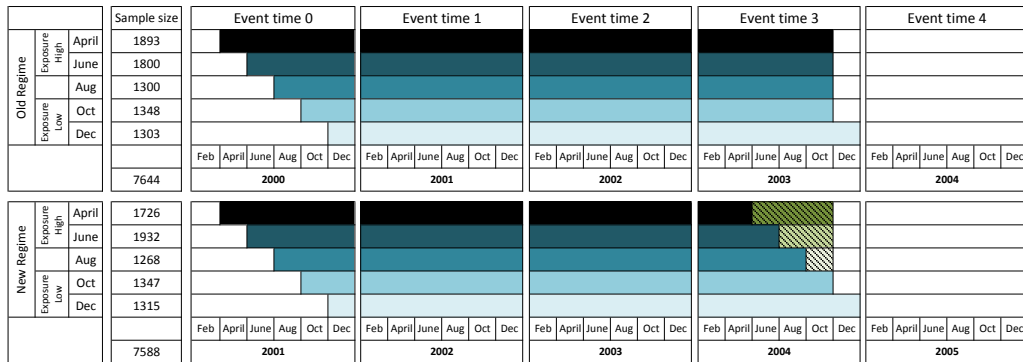 Sample size Event time 0 Event time 1 Event time 2 Event time 3 Event time 4
Old Regime
Exposure High
April 1893
June 1800
Aug 1300
Exposure Low
Oct 1348
Dec 1303
Feb April June Aug Oct Dec Feb April June Aug Oct Dec Feb April June Aug Oct Dec Feb April June Aug Oct Dec Feb April June Aug Oct Dec
7644 2000 2001 2002 2003 2004
New Regime
Exposure High
April 1726
June 1932
Aug 1268
Exposure Low
Oct 1347
Dec 1315
Feb April June Aug Oct Dec Feb April June Aug Oct Dec Feb April June Aug Oct Dec Feb April June Aug Oct Dec Feb April June Aug Oct Dec
7588 2001 2002 2003 2004 2005